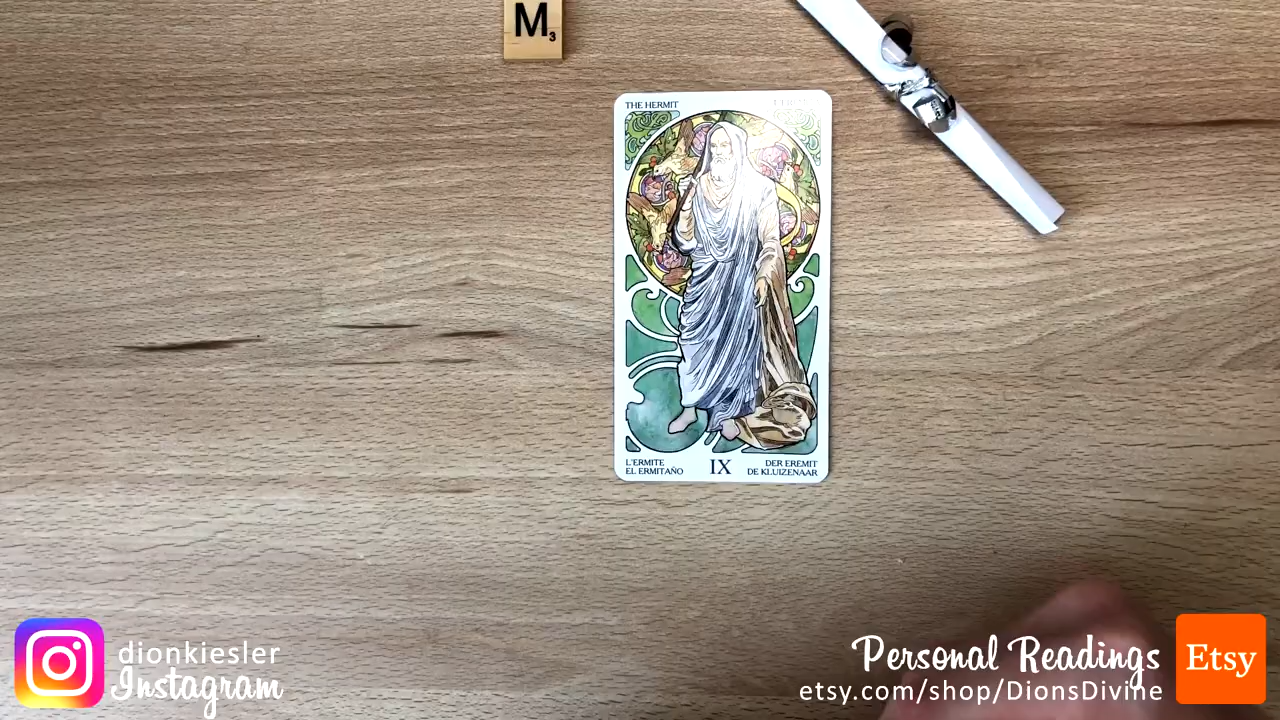 M3
THE HERMIT
L'ERMITE
EL ERMITAÑO
IX
DER EREMIT
DE KLUIZENAAR
dionkiesler
Instagram
Personal Readings
etsy.com/shop/DionsDivine
Etsy